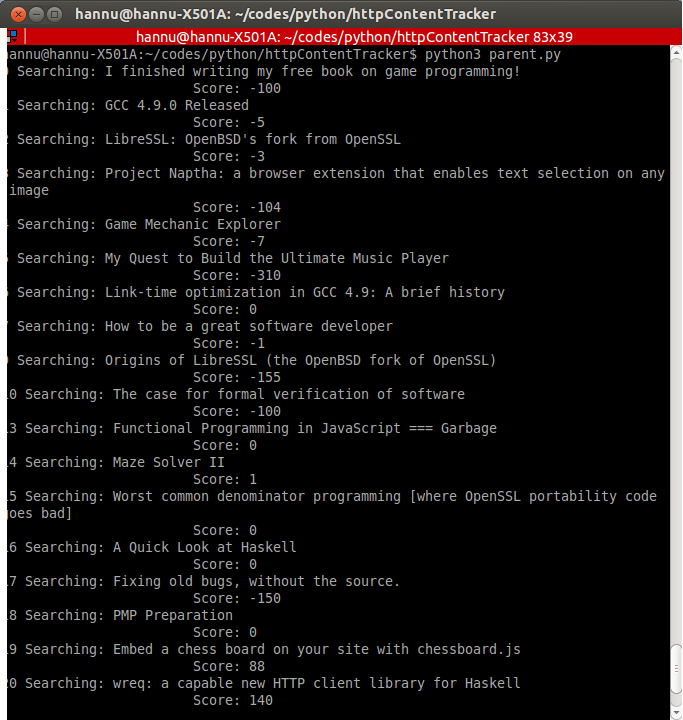 hannu@hannu-X501A: ~/codes/python/httpContentTracker
hannu@hannu-X501A: ~/codes/python/httpContentTracker 83x39
hannu@hannu-X501A:~/codes/python/httpContentTracker$ python3 parent.py
0 Searching: I finished writing my free book on game programming!
Score: -100
1 Searching: GCC 4.9.0 Released
Score: -5
2 Searching: LibreSSL: OpenBSD's fork from OpenSSL
Score: -3
3 Searching: Project Naptha: a browser extension that enables text selection on any
image
Score: -104
4 Searching: Game Mechanic Explorer
Score: -7
5 Searching: My Quest to Build the Ultimate Music Player
Score: -310
6 Searching: Link-time optimization in GCC 4.9: A brief history
Score: 0
7 Searching: How to be a great software developer
Score: -1
9 Searching: Origins of LibreSSL (the OpenBSD fork of OpenSSL)
Score: -155
10 Searching: The case for formal verification of software
Score: -100
13 Searching: Functional Programming in JavaScript === Garbage
Score: 0
14 Searching: Maze Solver II
Score: 1
15 Searching: Worst common denominator programming [where OpenSSL portability code
goes bad]
Score: 0
16 Searching: A Quick Look at Haskell
Score: 0
17 Searching: Fixing old bugs, without the source.
Score: -150
18 Searching: PMP Preparation
Score: 0
19 Searching: Embed a chess board on your site with chessboard.js
Score: 88
20 Searching: wreq: a capable new HTTP client library for Haskell
Score: 140